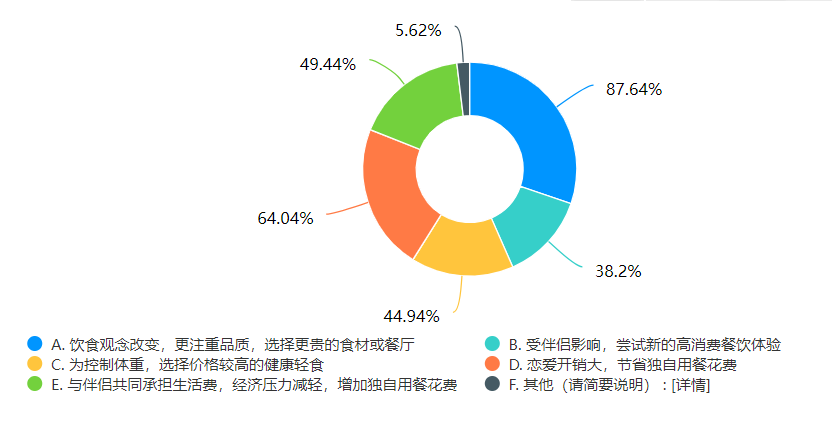 5.62%
49.44%
87.64%
64.04%
38.2%
44.94%
A. 饮食观念改变，更注重品质，选择更贵的食材或餐厅
B. 受伴侣影响，尝试新的高消费餐饮体验
C. 为控制体重，选择价格较高的健康轻食
D. 恋爱开销大，节省独自用餐花费
E. 与伴侣共同承担生活费，经济压力减轻，增加独自用餐花费
F. 其他（请简要说明）：[详情]